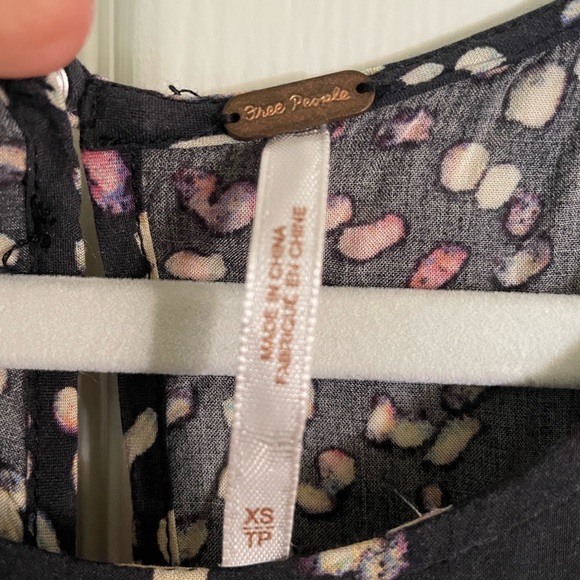 Free People
MADE IN CHINA
FABRIQUÉ EN CHINE
XS
TP